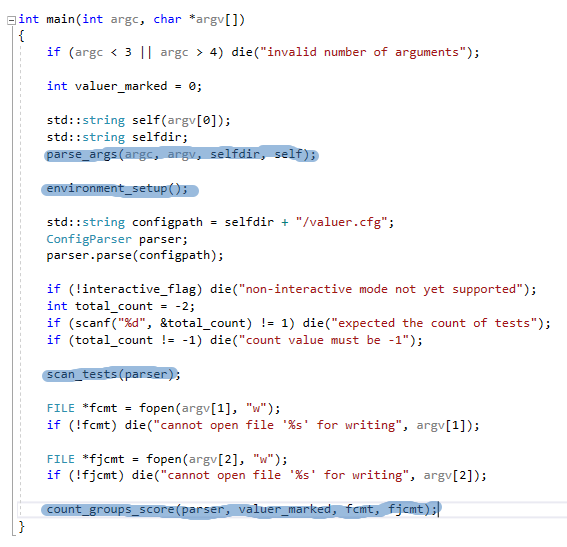 int main(int argc, char *argv[])
{
if (argc < 3 || argc > 4) die("invalid number of arguments");
int valuer_marked = 0;
std::string self(argv[0]);
std::string selfdir;
parse_args(argc, argv, selfdir, self);
environment_setup();
std::string configpath = selfdir + "/valuer.cfg";
ConfigParser parser;
parser.parse(configpath);
if (!interactive_flag) die("non-interactive mode not yet supported");
int total_count = -2;
if (scanf("%d", &total_count) != 1) die("expected the count of tests");
if (total_count != -1) die("count value must be -1");
scan_tests(parser);
FILE *fcmt = fopen(argv[1], "w");
if (!fcmt) die("cannot open file '%s' for writing", argv[1]);
FILE *fjcmt = fopen(argv[2], "w");
if (!fjcmt) die("cannot open file '%s' for writing", argv[2]);
count_groups_score(parser, valuer_marked, fcmt, fjcmt);
}